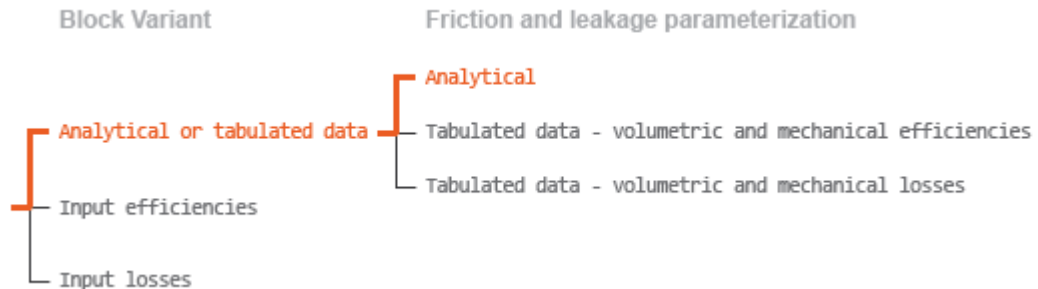 Block Variant
Friction and leakage parameterization
Analytical
Analytical or tabulated data
Tabulated data - volumetric and mechanical efficiencies
Tabulated data - volumetric and mechanical losses
Input efficiencies
Input losses